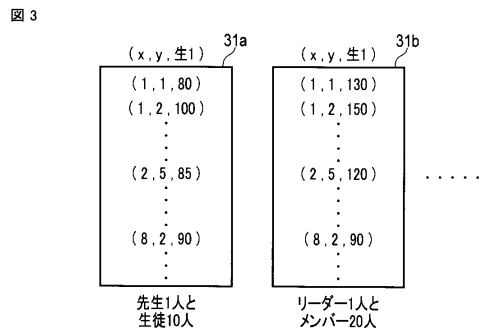 図 3
31a
( x , y , 生1 )
( 1 , 1 , 80 )
( 1 , 2 , 100 )
( 2 , 5 , 85 )
( 8 , 2 , 90 )
先生1人と
生徒10人
31b
( x , y , 生1 )
( 1 , 1 , 130 )
( 1 , 2 , 150 )
( 2 , 5 , 120 )
( 8 , 2 , 90 )
リーダー1人と
メンバー20人
.....